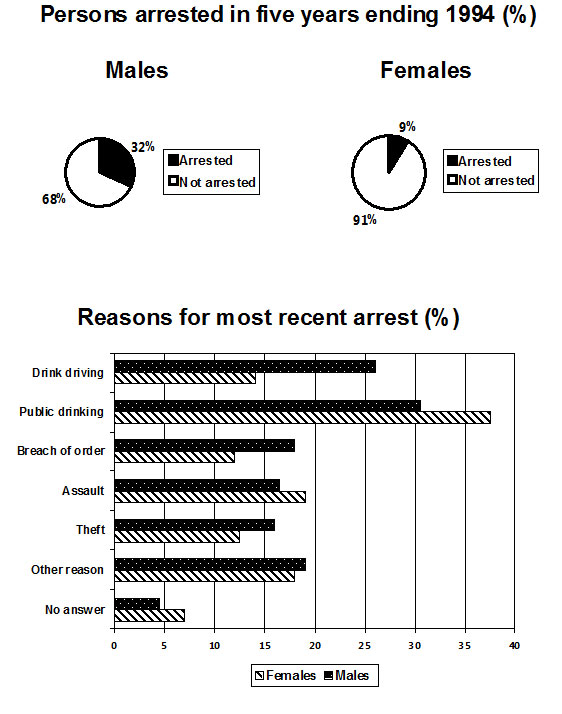 Persons arrested in five years ending 1994 (%)
Males
Females
32%
68%
Arrested
Not arrested
9%
91%
Arrested
Not arrested
Reasons for most recent arrest (%)
Drink driving
Public drinking
Breach of order
Assault
Theft
Other reason
No answer
0 5 10 15 20 25 30 35 40
Females Males